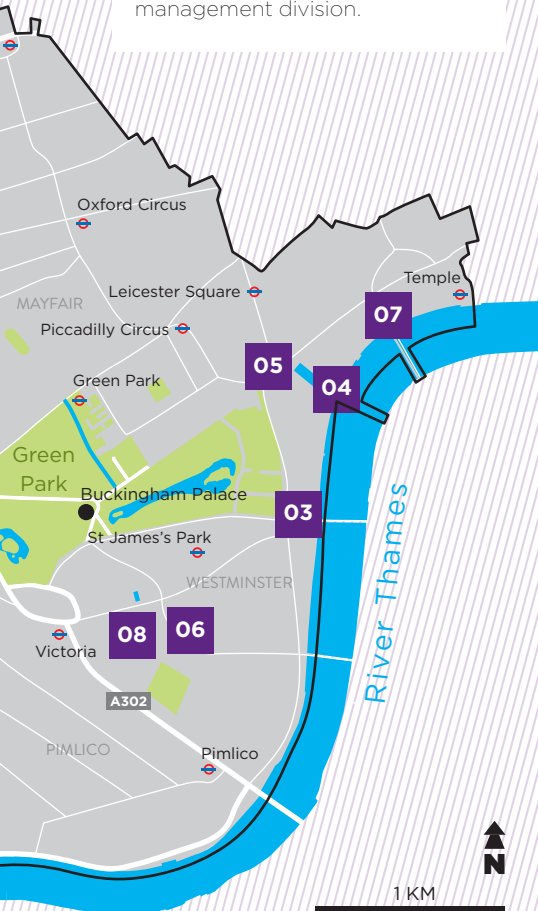 management division.
Oxford Circus
Temple
Leicester Square
MAYFAIR
07
Piccadilly Circus
05
Green Park
04
Green
Park
Buckingham Palace
03
St James's Park
River Thames
WESTMINSTER
08
06
Victoria
A302
PIMLICO
Pimlico
N
1 KM